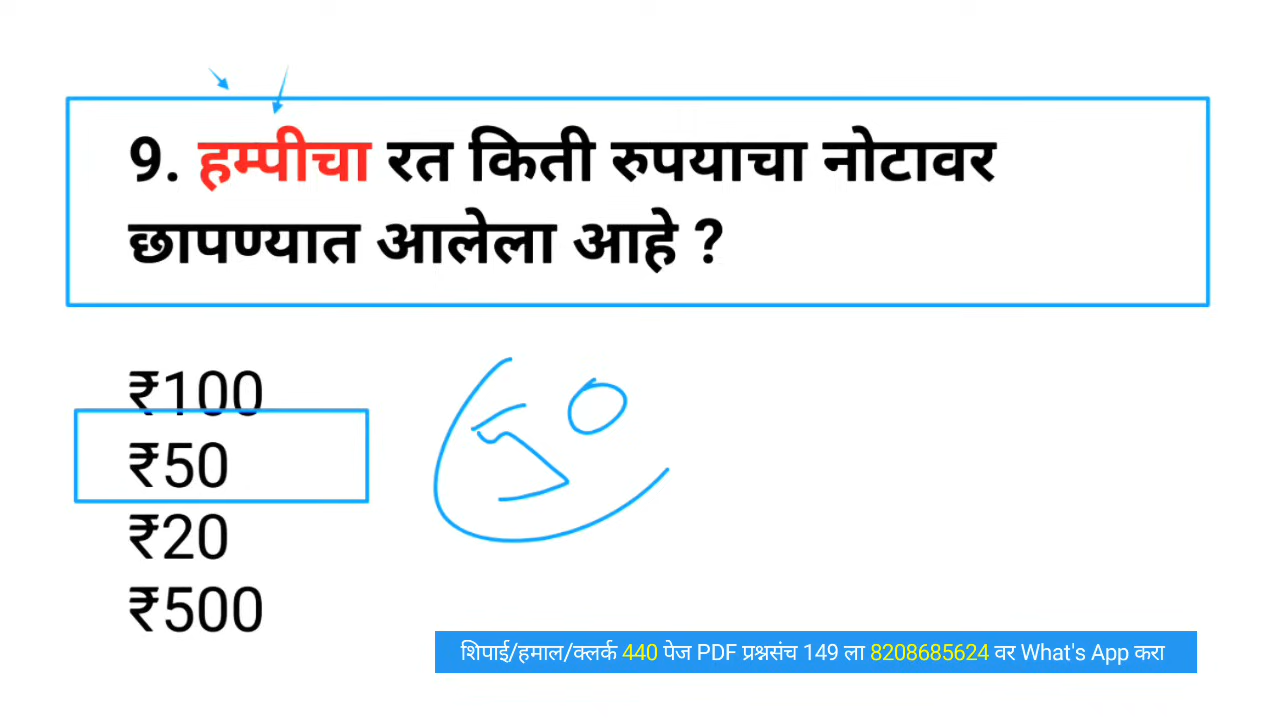 9. हम्पीचा रत किती रुपयाचा नोटावर
छापण्यात आलेला आहे ?
₹100
₹50
50
₹20
₹500
शिपाई/हमाल/क्लर्क 440 पेज PDF प्रश्नसंच 149 ला 8208685624 वर What's App करा